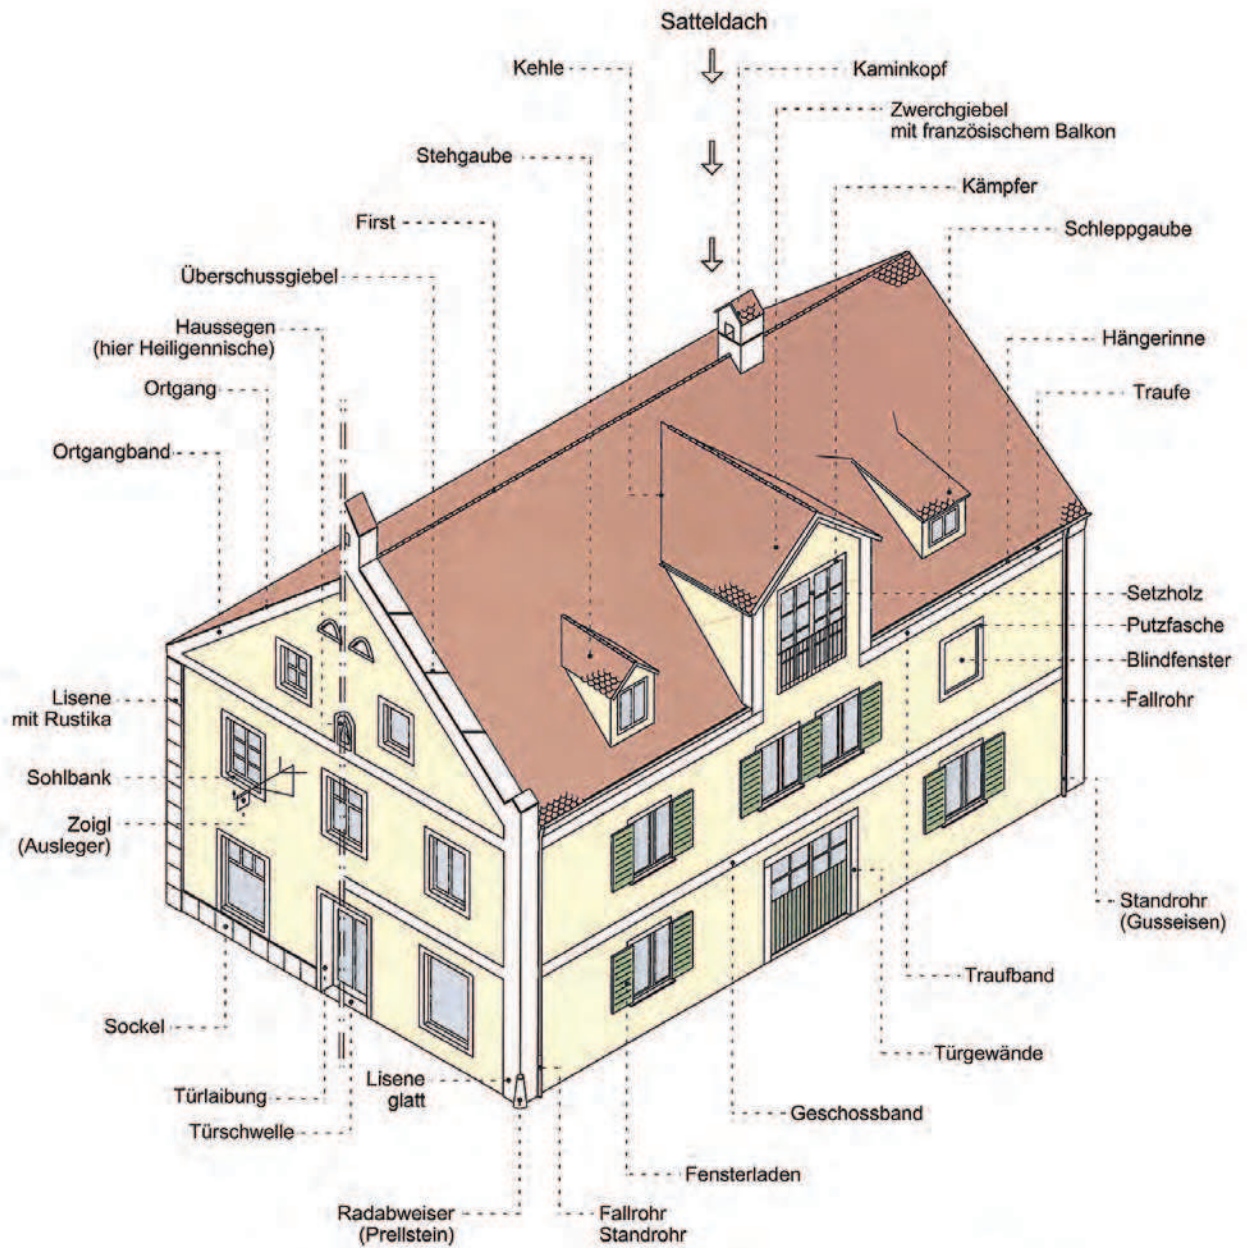 Satteldach
Kehle
Kaminkopf
Zwerchgiebel
mit französischem Balkon
Stehgaube
Kämpfer
First
Schleppgaube
Überschussgiebel
Haussegen
(hier Heiligennische)
Hängerinne
Ortgang
Traufe
Ortgangband
Setzholz
Putzfasche
Blindfenster
Lisene
mit Rustika
Fallrohr
Sohlbank
Zoigl
(Ausleger)
Standrohr
(Gusseisen)
Traufband
Sockel
Türgewände
Türlaibung
Lisene
glatt
Türschwelle
Geschossband
Fensterladen
Radabweiser
(Prellstein)
Fallrohr
Standrohr